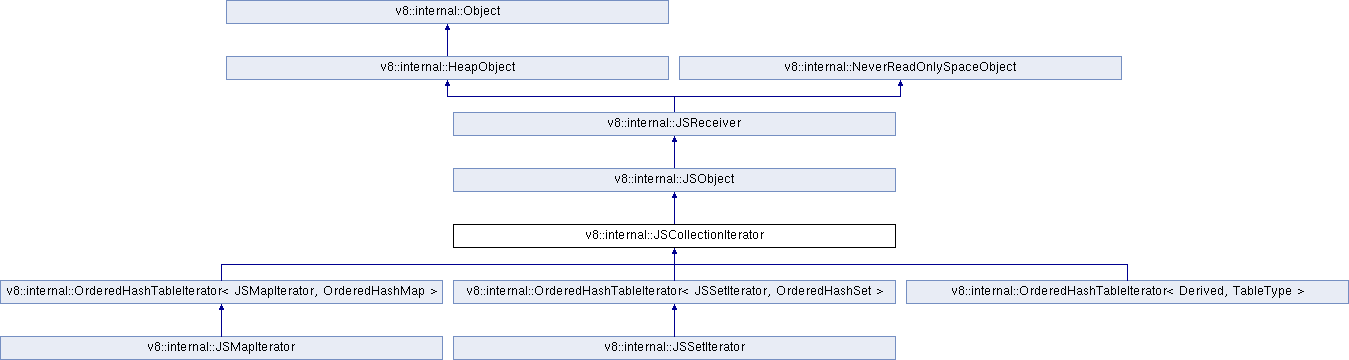 v8::internal::Object
v8::internal::HeapObject
v8::internal::NeverReadOnlySpaceObject
v8::internal::JSReceiver
v8::internal::JSObject
v8::internal::JSCollectionIterator
v8::internal::OrderedHashTableIterator< JSMapIterator, OrderedHashMap >
v8::internal::OrderedHashTableIterator< JSSetIterator, OrderedHashSet >
v8::internal::OrderedHashTableIterator< Derived, TableType >
v8::internal::JSMapIterator
v8::internal::JSSetIterator